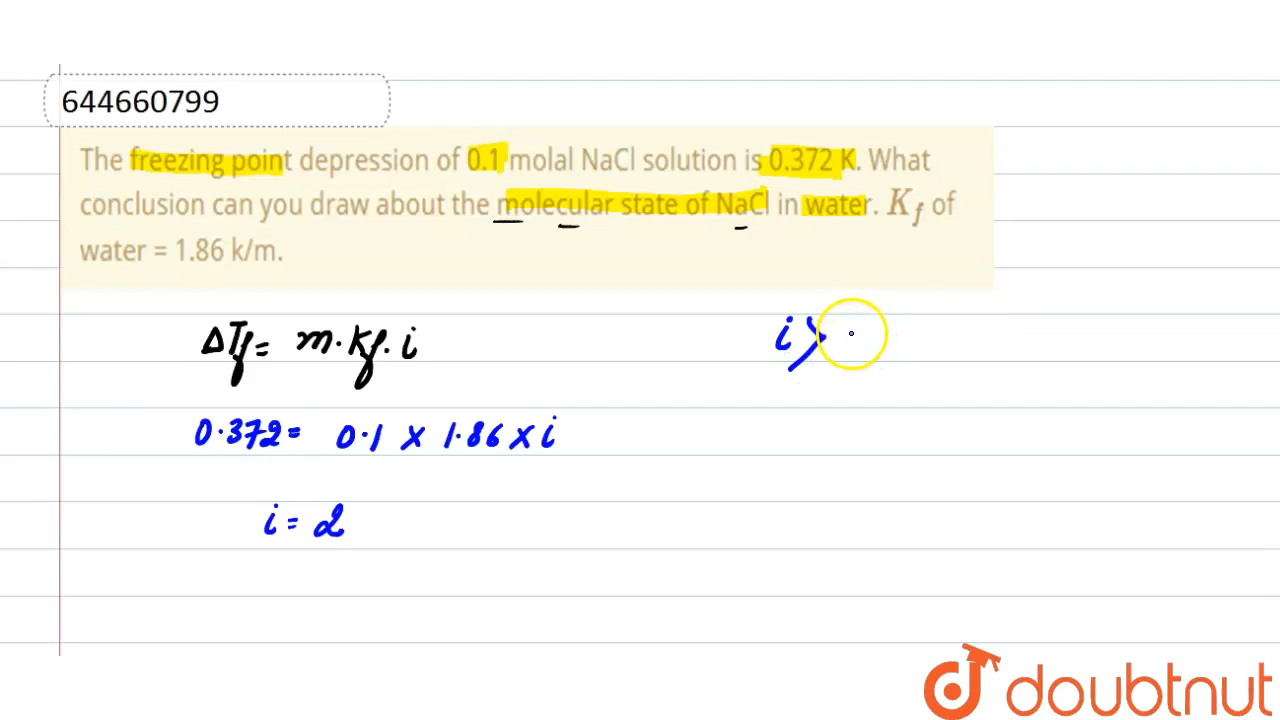 644660799
The freezing point depression of 0.1 molal NaCl solution is 0.372 K. What
conclusion can you draw about the molecular state of NaCl in water. K_f of
water = 1.86 k/m.
ΔTf = m.Kf.i
i >
0.372 = 0.1 x 1.86 x i
i = 2
doubtnut